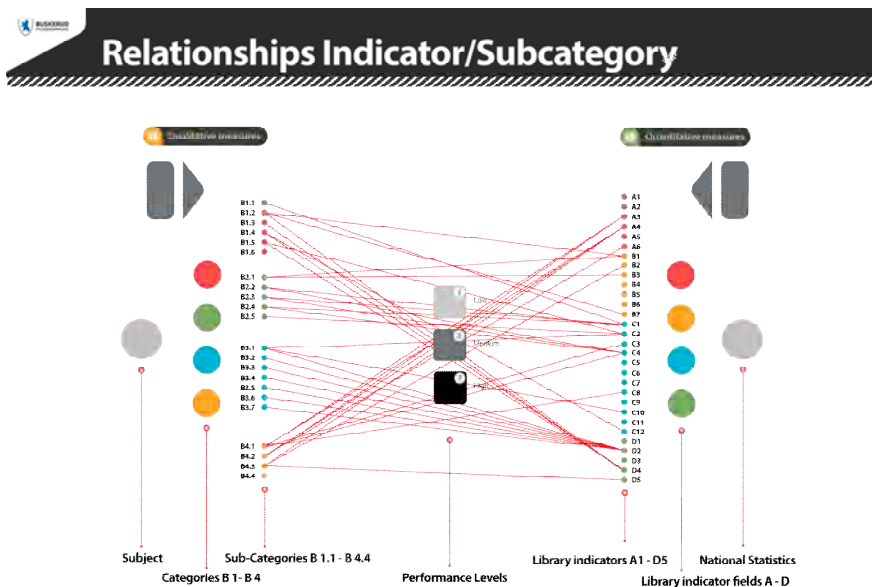 BUSKERUD
Relationships Indicator/Subcategory
Qualitative measures
Quantitative measures
B1.1
B1.2
B1.3
B1.4
B1.5
B1.6
B2.1
B2.2
B2.3
B2.4
B2.5
B3.1
B3.2
B3.3
B3.4
B3.6
B3.7
B4.1
B4.2
B4.3
B4.4
1
Low
2
Medium
3
High
A1
A2
A3
A4
A5
A6
B1
B2
B3
B4
B5
B6
B7
C1
C2
C3
C4
C5
C6
C7
C8
C9
C10
C11
C12
D1
D2
D3
D4
D5
Subject
Categories B 1- B 4
Sub-Categories B 1.1 - B 4.4
Performance Levels
Library indicators A1 - D5
Library indicator fields A - D
National Statistics